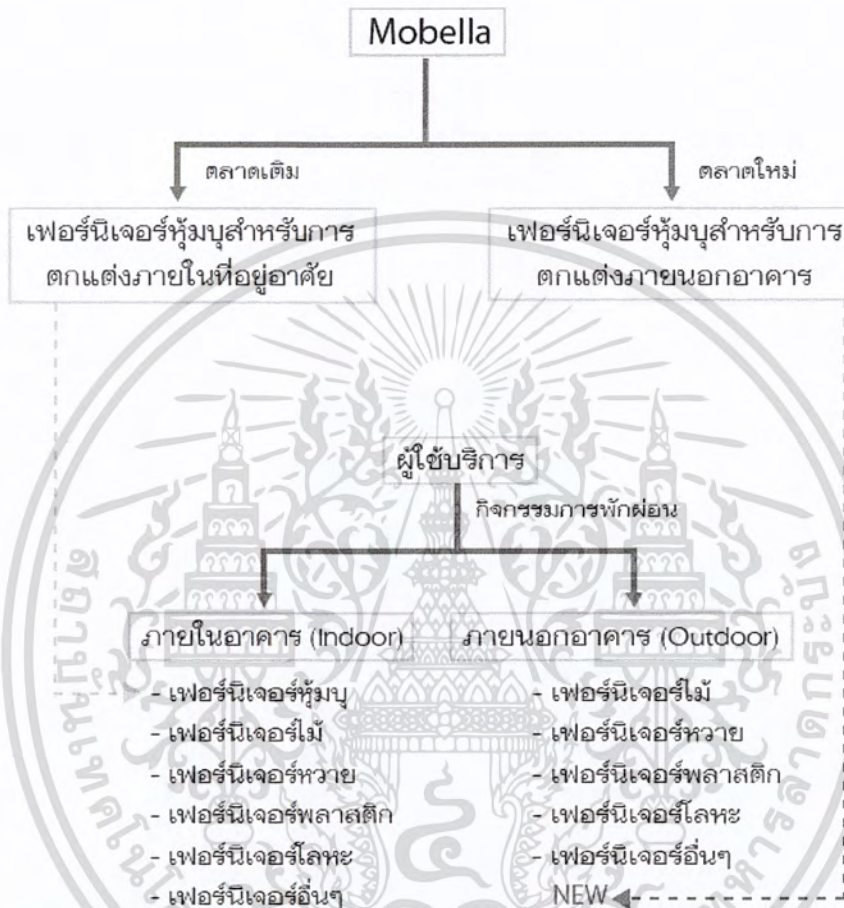 Mobella
ตลาดเดิม
ตลาดใหม่
เฟอร์นิเจอร์หุ้มบุสำหรับการ
ตกแต่งภายในที่อยู่อาศัย
เฟอร์นิเจอร์หุ้มบุสำหรับการ
ตกแต่งภายนอกอาคาร
ผู้ใช้บริการ
กิจกรรมการพักผ่อน
ภายในอาคาร (Indoor)
- เฟอร์นิเจอร์หุ้มบุ
- เฟอร์นิเจอร์ไม้
- เฟอร์นิเจอร์หวาย
- เฟอร์นิเจอร์พลาสติก
- เฟอร์นิเจอร์โลหะ
- เฟอร์นิเจอร์อื่นๆ
ภายนอกอาคาร (Outdoor)
- เฟอร์นิเจอร์ไม้
- เฟอร์นิเจอร์หวาย
- เฟอร์นิเจอร์พลาสติก
- เฟอร์นิเจอร์โลหะ
- เฟอร์นิเจอร์อื่นๆ
NEW